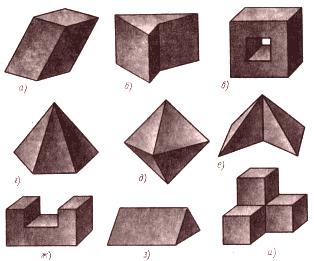 а) б) в)
г) д) е)
ж) з) и)